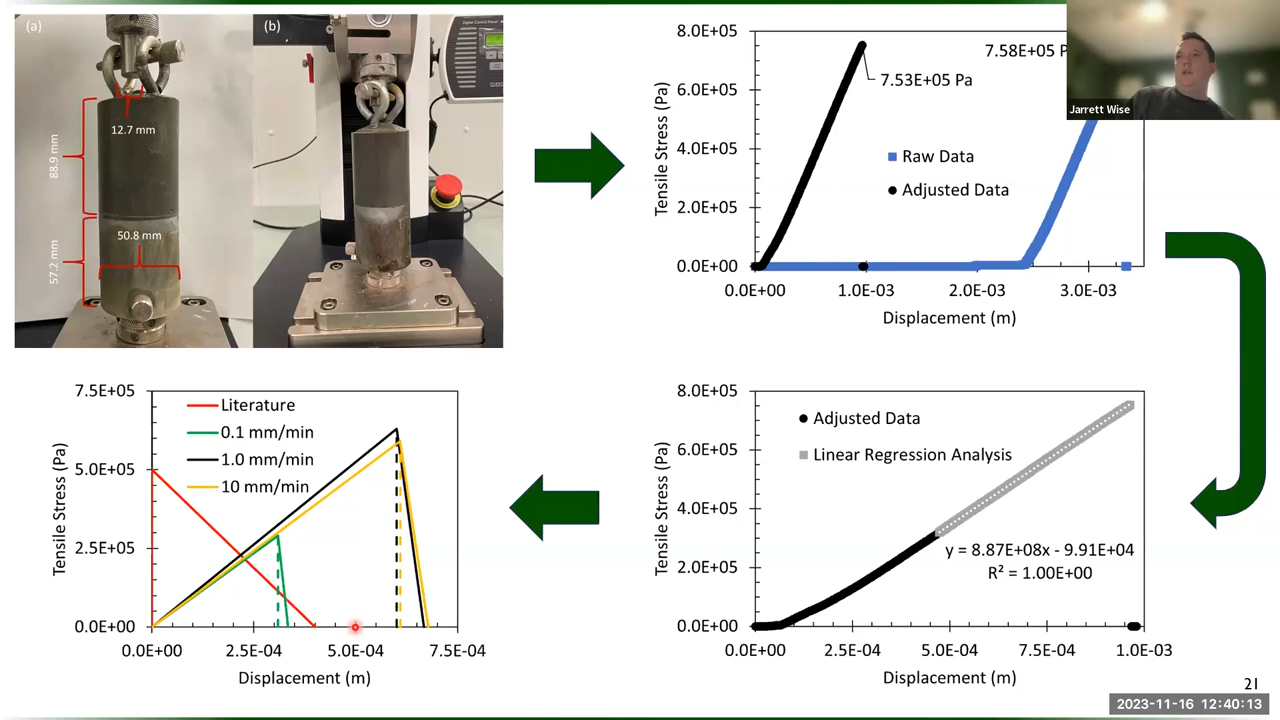 (a)
(b)
12.7 mm
88.9 mm
50.8 mm
57.2 mm
8.0E+05
6.0E+05
4.0E+05
2.0E+05
0.0E+00
Tensile Stress (Pa)
7.53E+05 Pa
7.58E+05 P
Raw Data
Adjusted Data
0.0E+00 1.0E-03 2.0E-03 3.0E-03
Displacement (m)
Jarrett Wise
7.5E+05
5.0E+05
2.5E+05
0.0E+00
Tensile Stress (Pa)
Literature
0.1 mm/min
1.0 mm/min
10 mm/min
0.0E+00 2.5E-04 5.0E-04 7.5E-04
Displacement (m)
8.0E+05
6.0E+05
4.0E+05
2.0E+05
0.0E+00
Tensile Stress (Pa)
Adjusted Data
Linear Regression Analysis
y = 8.87E+08x - 9.91E+04
R² = 1.00E+00
0.0E+00 2.5E-04 5.0E-04 7.5E-04 1.0E-03
Displacement (m)
21
2023-11-16 12:40:13